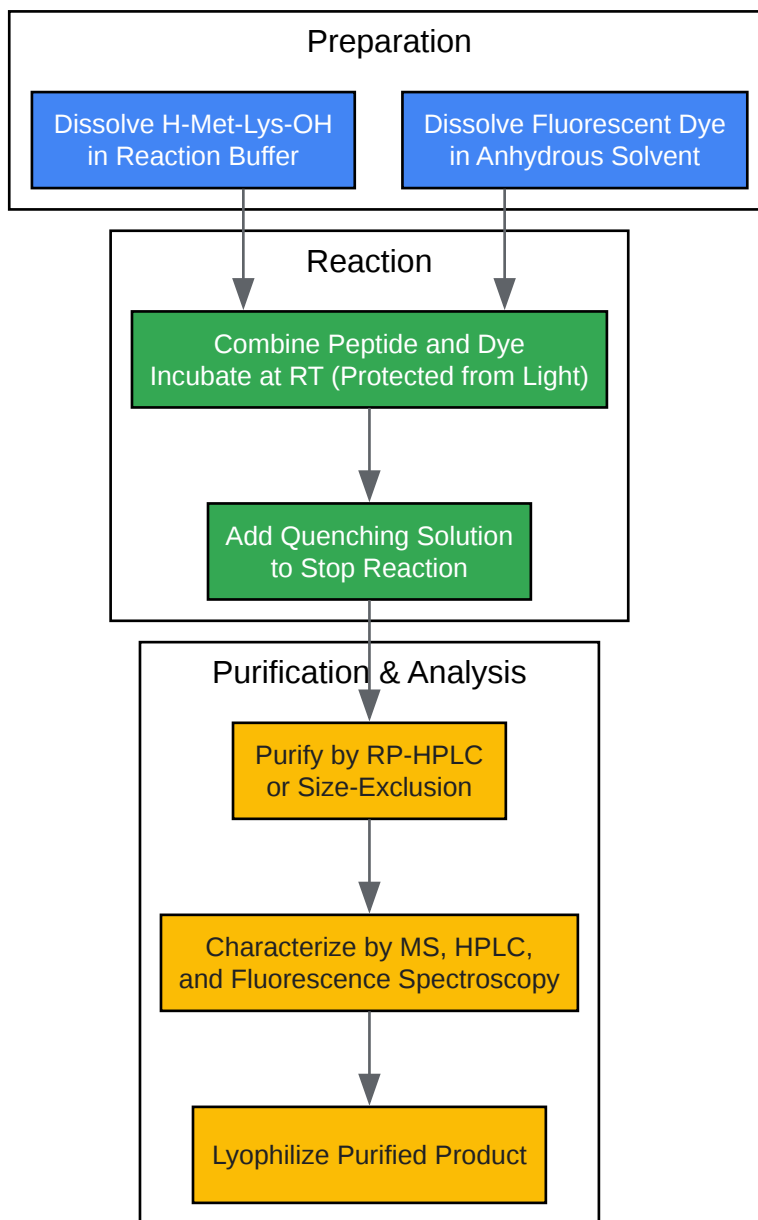 Preparation
Dissolve H-Met-Lys-OH
in Reaction Buffer
Dissolve Fluorescent Dye
in Anhydrous Solvent
Reaction
Combine Peptide and Dye
Incubate at RT (Protected from Light)
Add Quenching Solution
to Stop Reaction
Purification & Analysis
Purify by RP-HPLC
or Size-Exclusion
Characterize by MS, HPLC,
and Fluorescence Spectroscopy
Lyophilize Purified Product